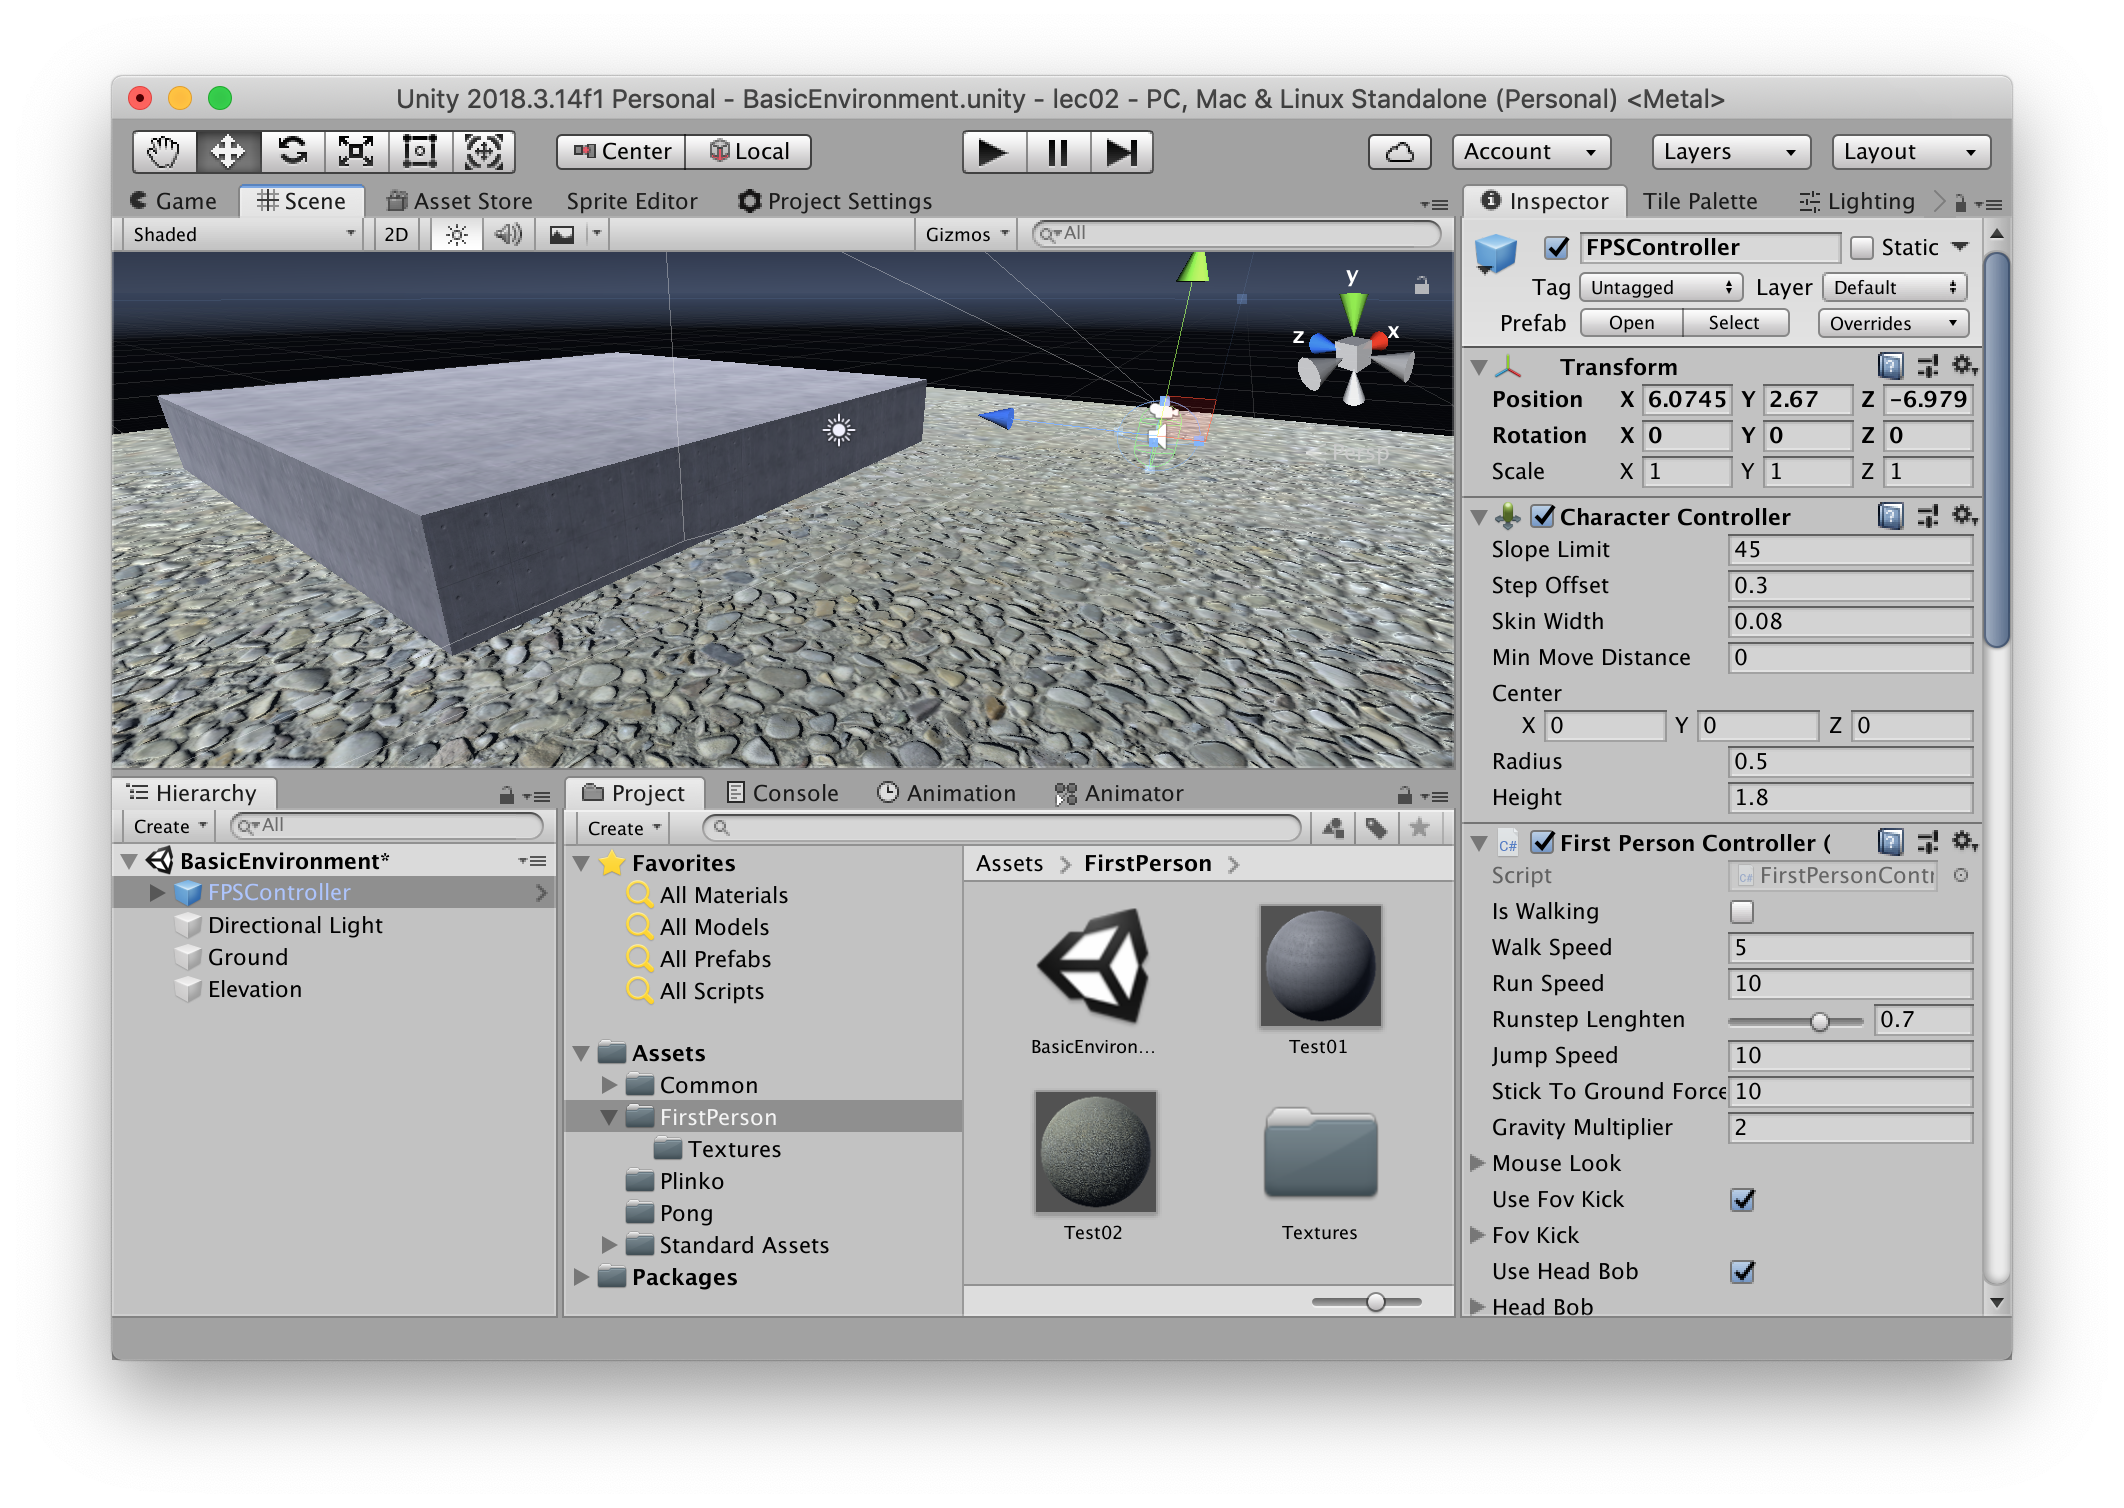 Unity 2018.3.14f1 Personal - BasicEnvironment.unity - lec02 - PC, Mac & Linux Standalone (Personal) <Metal>
Center Local Account Layers Layout
Game Scene Asset Store Sprite Editor Project Settings
Shaded 2D Gizmos All
y
z x
Persp
Inspector Tile Palette Lighting
FPSController Static
Tag Untagged Layer Default
Prefab Open Select Overrides
Transform
Position X 6.0745 Y 2.67 Z -6.979
Rotation X 0 Y 0 Z 0
Scale X 1 Y 1 Z 1
Character Controller
Slope Limit 45
Step Offset 0.3
Skin Width 0.08
Min Move Distance 0
Center
X 0 Y 0 Z 0
Radius 0.5
Height 1.8
C# First Person Controller (
Script C# FirstPersonContr
Is Walking
Walk Speed 5
Run Speed 10
Runstep Lenghten 0.7
Jump Speed 10
Stick To Ground Force 10
Gravity Multiplier 2
Mouse Look
Use Fov Kick
Fov Kick
Use Head Bob
Head Bob
Hierarchy
Create All
BasicEnvironment*
FPSController
Directional Light
Ground
Elevation
Project Console Animation Animator
Create
Favorites
All Materials
All Models
All Prefabs
All Scripts
Assets
Common
FirstPerson
Textures
Plinko
Pong
Standard Assets
Packages
Assets FirstPerson
BasicEnviron... Test01
Test02 Textures